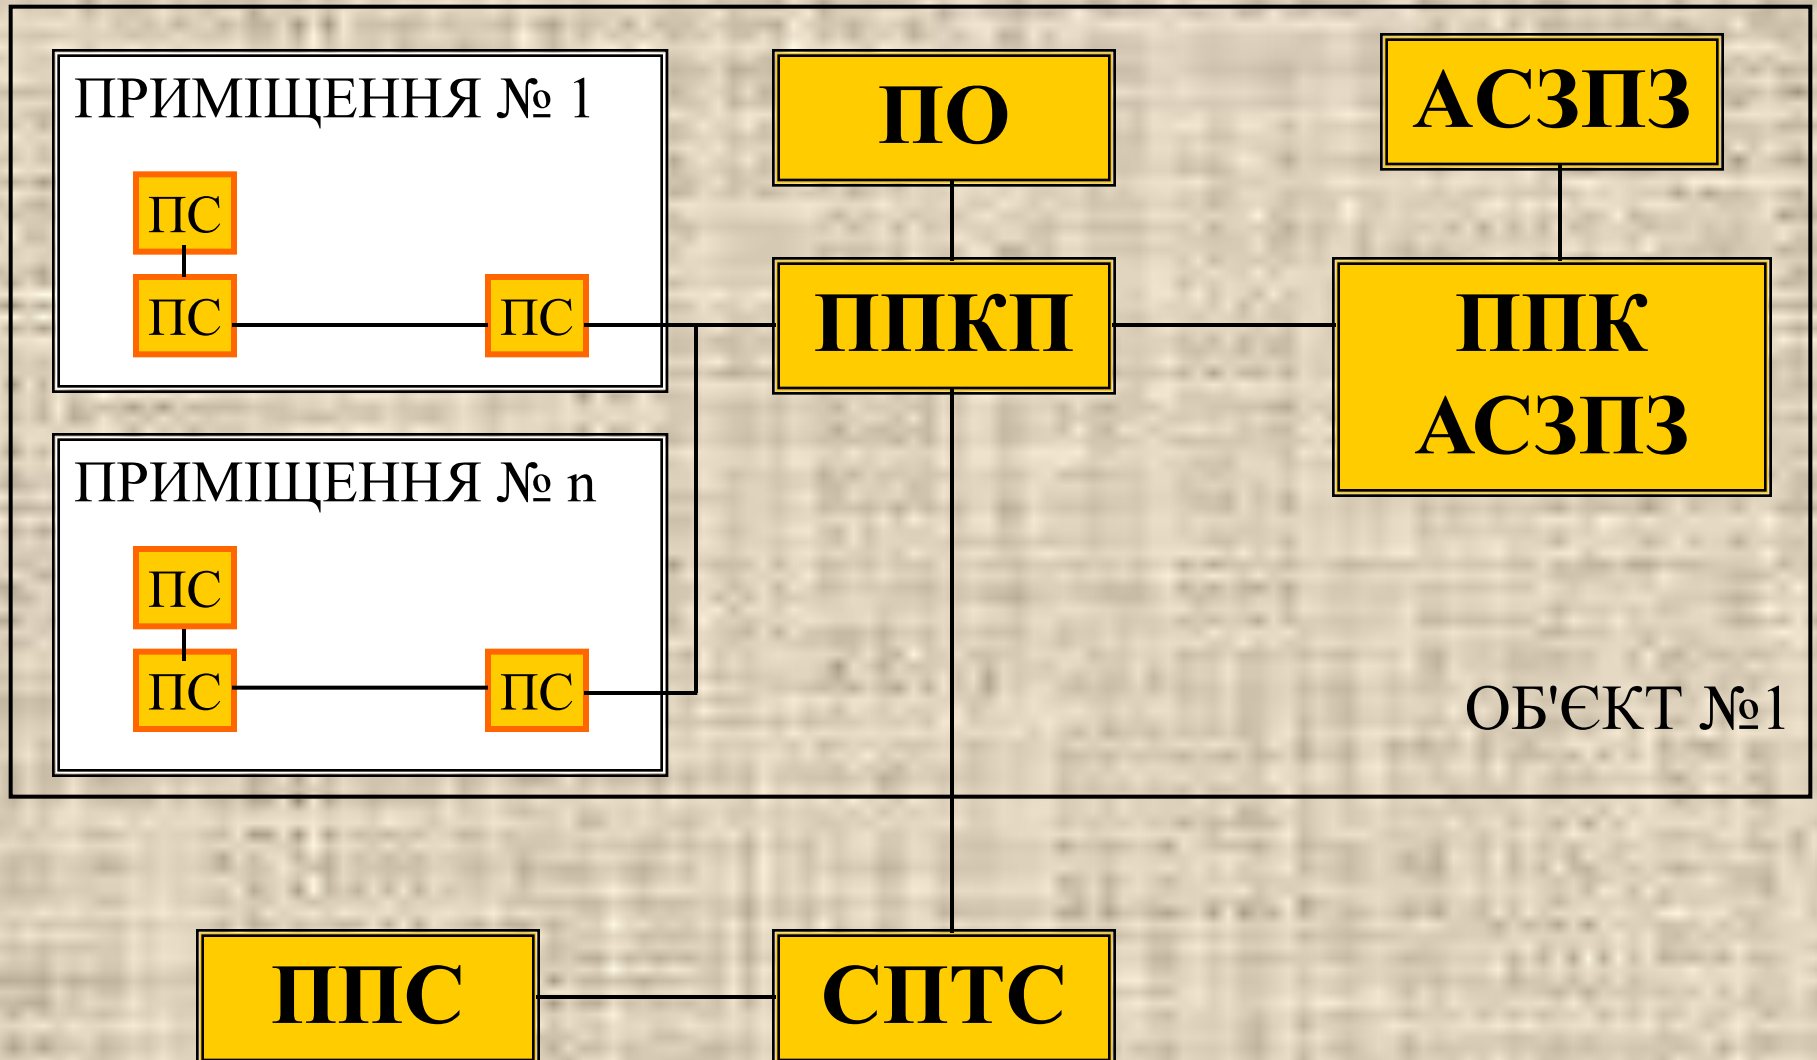 ПРИМІЩЕННЯ № 1
ПС
ПС
ПС
ПО
АСЗПЗ
ППКП
ППК
АСЗПЗ
ПРИМІЩЕННЯ № n
ПС
ПС
ПС
ОБ'ЄКТ №1
ППС
СПТС